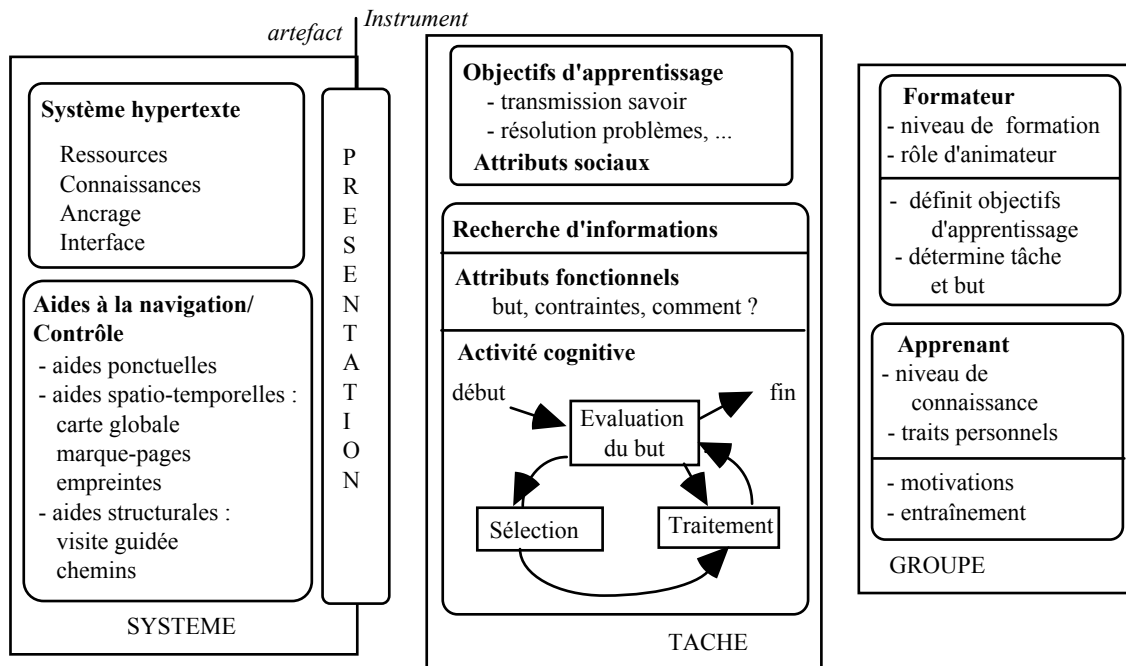 artefact
Instrument
Système hypertexte
Ressources
Connaissances
Ancrage
Interface
Aides à la navigation/
Contrôle
- aides ponctuelles
- aides spatio-temporelles :
carte globale
marque-pages
empreintes
- aides structurales :
visite guidée
chemins
SYSTEME
P
R
E
S
E
N
T
A
T
I
O
N
Objectifs d'apprentissage
- transmission savoir
- résolution problèmes, ...
Attributs sociaux
Recherche d'informations
Attributs fonctionnels
but, contraintes, comment ?
Activité cognitive
début
fin
Evaluation
du but
Sélection
Traitement
TACHE
Formateur
- niveau de formation
- rôle d'animateur
- définit objectifs
d'apprentissage
- détermine tâche
et but
Apprenant
- niveau de
connaissance
- traits personnels
- motivations
- entraînement
GROUPE